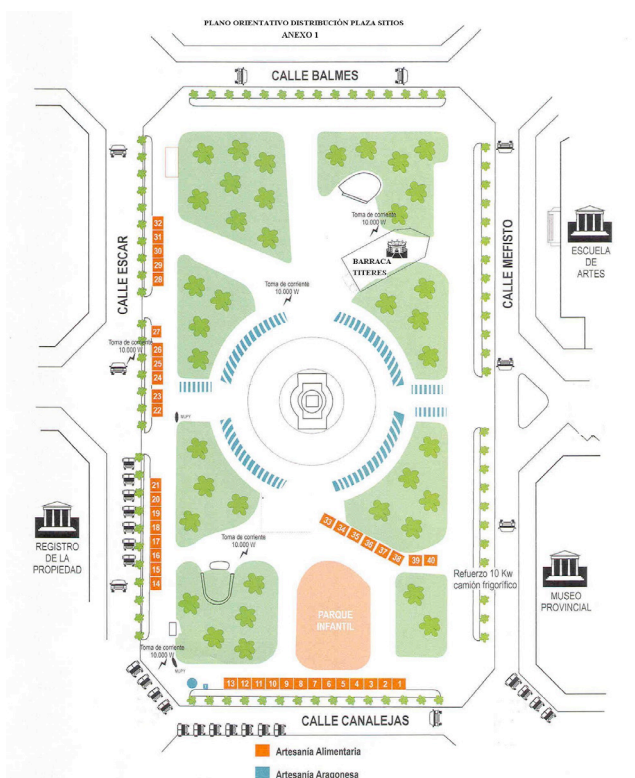 PLANO ORIENTATIVO DISTRIBUCIÓN PLAZA SITIOS
ANEXO 1
CALLE BALMES
CALLE ESCAR
CALLE MEFISTO
Toma de corriente
10.000 W
BARRACA
TITERES
ESCUELA
DE
ARTES
32
31
30
29
28
Toma de corriente
10.000 W
27
Toma de corriente
10.000 W
26
25
24
23
22
MUPY
21
20
19
18
17
16
15
14
REGISTRO
DE LA
PROPIEDAD
33 34 35 36 37 38 39 40
Toma de corriente
10.000 W
Refuerzo 10 Kw
camión frigorífico
MUSEO
PROVINCIAL
PARQUE
INFANTIL
Toma de corriente
10.000 W
MUPY
13 12 11 10 9 8 7 6 5 4 3 2 1
CALLE CANALEJAS
Artesanía Alimentaria
Artesanía Aragonesa